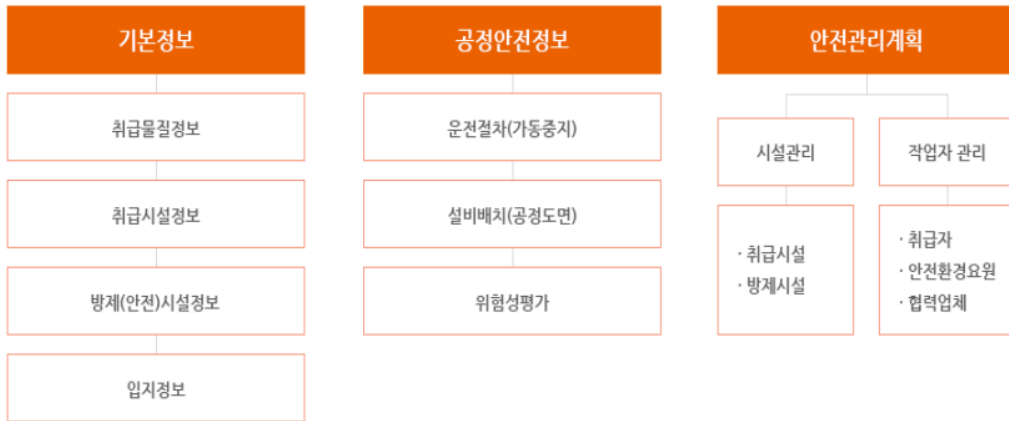 기본정보
취급물질정보
취급시설정보
방제(안전)시설정보
입지정보
공정안전정보
운전절차(가동중지)
설비배치(공정도면)
위험성평가
안전관리계획
시설관리
· 취급시설
· 방제시설
작업자 관리
· 취급자
· 안전환경요원
· 협력업체